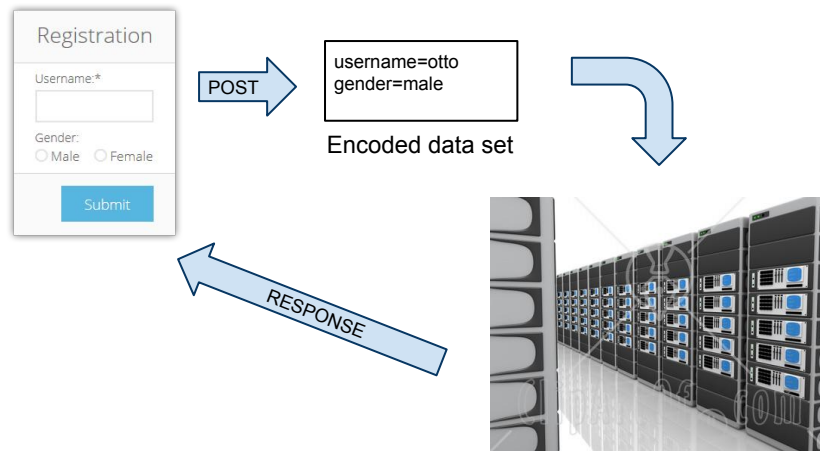 Registration
Username:*
Gender:
Male Female
Submit
POST
username=otto
gender=male
Encoded data set
RESPONSE